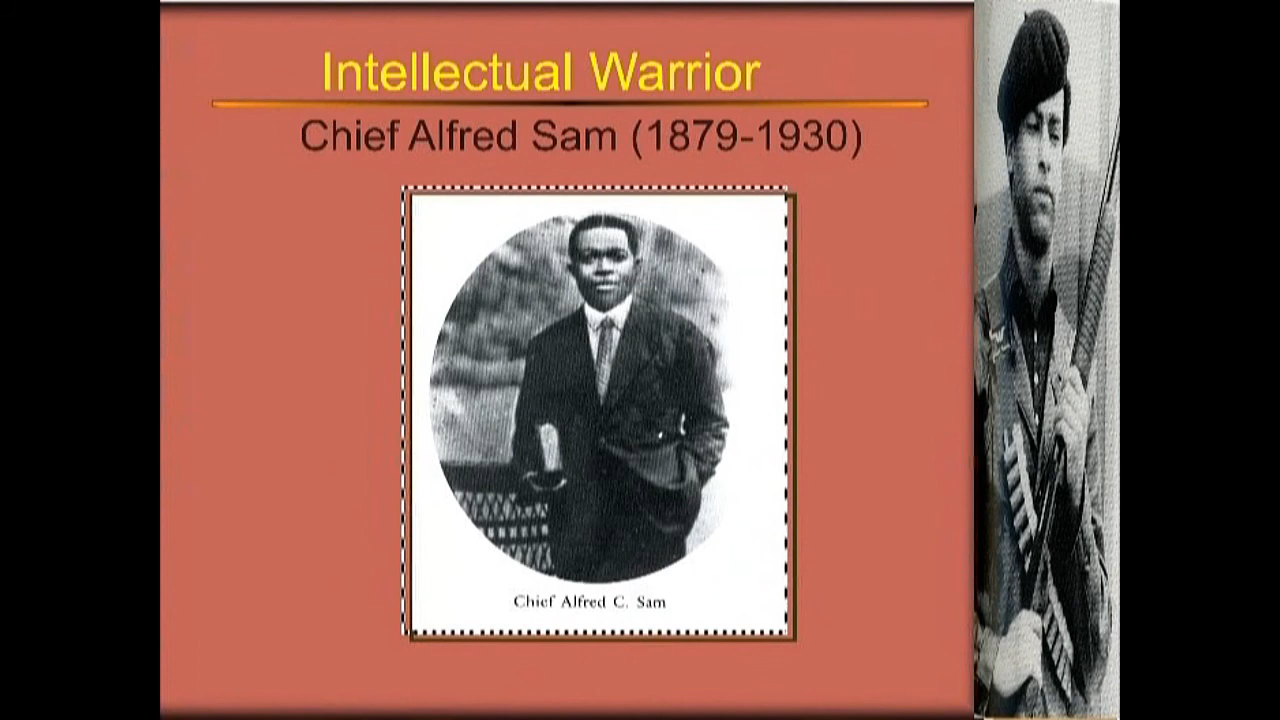 Intellectual Warrior
Chief Alfred Sam (1879-1930)
Chief Alfred C. Sam